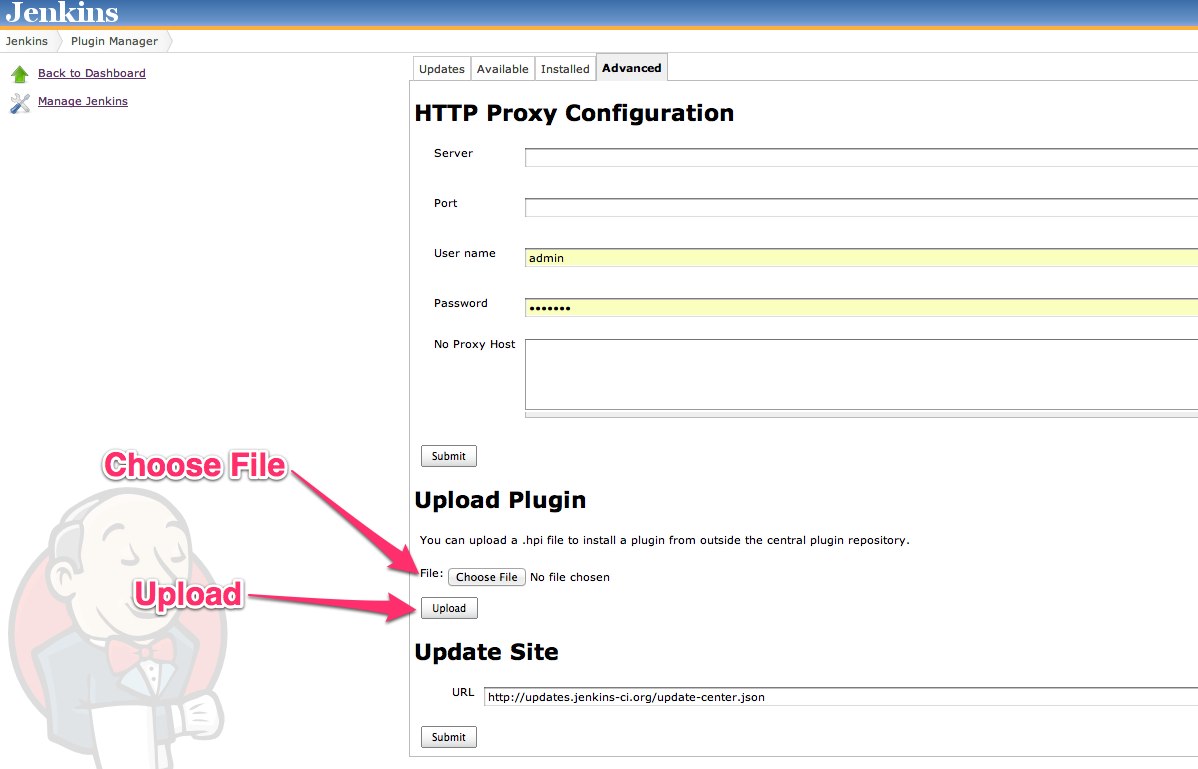 Jenkins
Jenkins Plugin Manager
Back to Dashboard
Manage Jenkins
Updates Available Installed Advanced
HTTP Proxy Configuration
Server
Port
User name admin
Password •••••••
No Proxy Host
Submit
Choose File
Upload Plugin
You can upload a .hpi file to install a plugin from outside the central plugin repository.
File: Choose File No file chosen
Upload
Upload
Update Site
URL http://updates.jenkins-ci.org/update-center.json
Submit